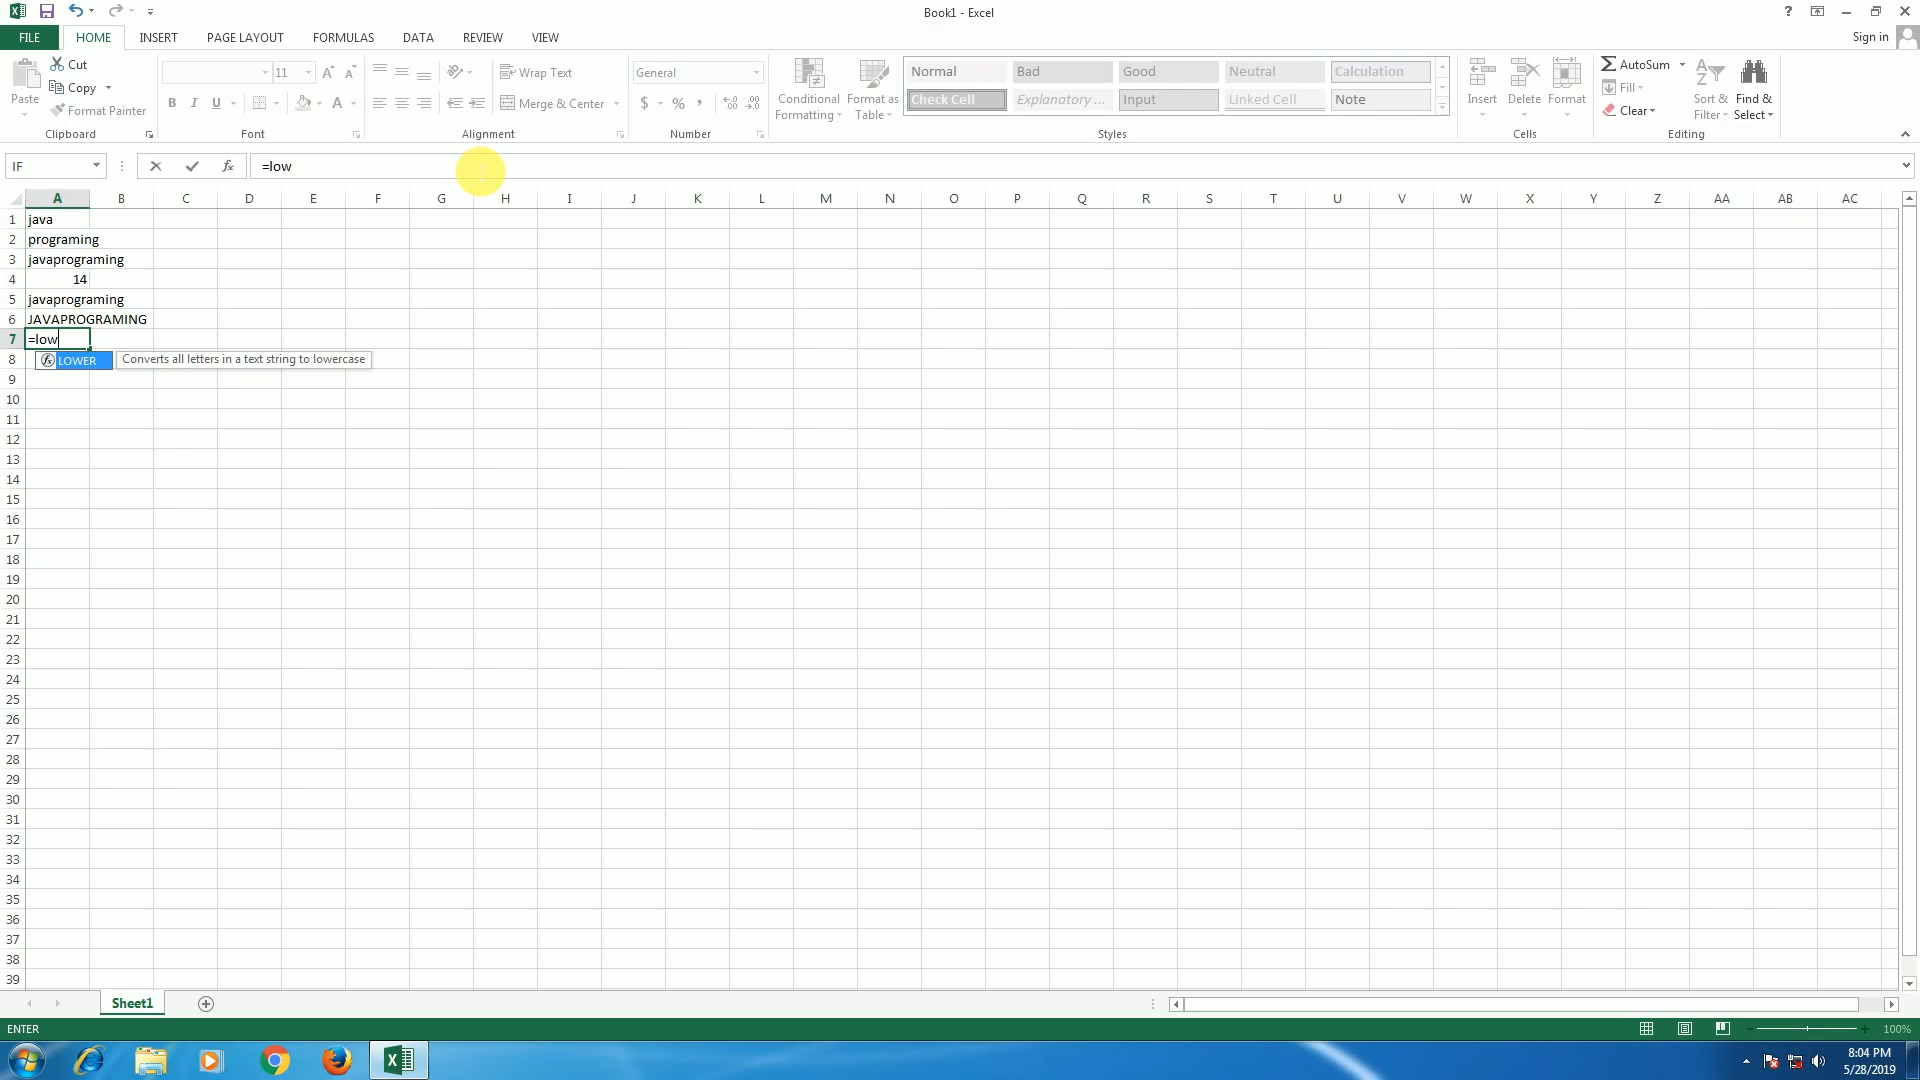 Book1 - Excel
?
FILE HOME INSERT PAGE LAYOUT FORMULAS DATA REVIEW VIEW Sign in
Paste
Cut
Copy
Format Painter
Clipboard
11
B I U
Font
Wrap Text
Merge & Center
Alignment
General
$ % ,
Number
Conditional Formatting
Format as Table
Normal Bad Good Neutral Calculation
Check Cell Explanatory ... Input Linked Cell Note
Styles
Insert Delete Format
Cells
AutoSum
Fill
Clear
Sort & Filter
Find & Select
Editing
IF fx =low
A B C D E F G H I J K L M N O P Q R S T U V W X Y Z AA AB AC
1 java
2 programing
3 javaprograming
4 14
5 javaprograming
6 JAVAPROGRAMING
7 =low
8 LOWER Converts all letters in a text string to lowercase
9
10
11
12
13
14
15
16
17
18
19
20
21
22
23
24
25
26
27
28
29
30
31
32
33
34
35
36
37
38
39
Sheet1
ENTER 100%
8:04 PM
5/28/2019